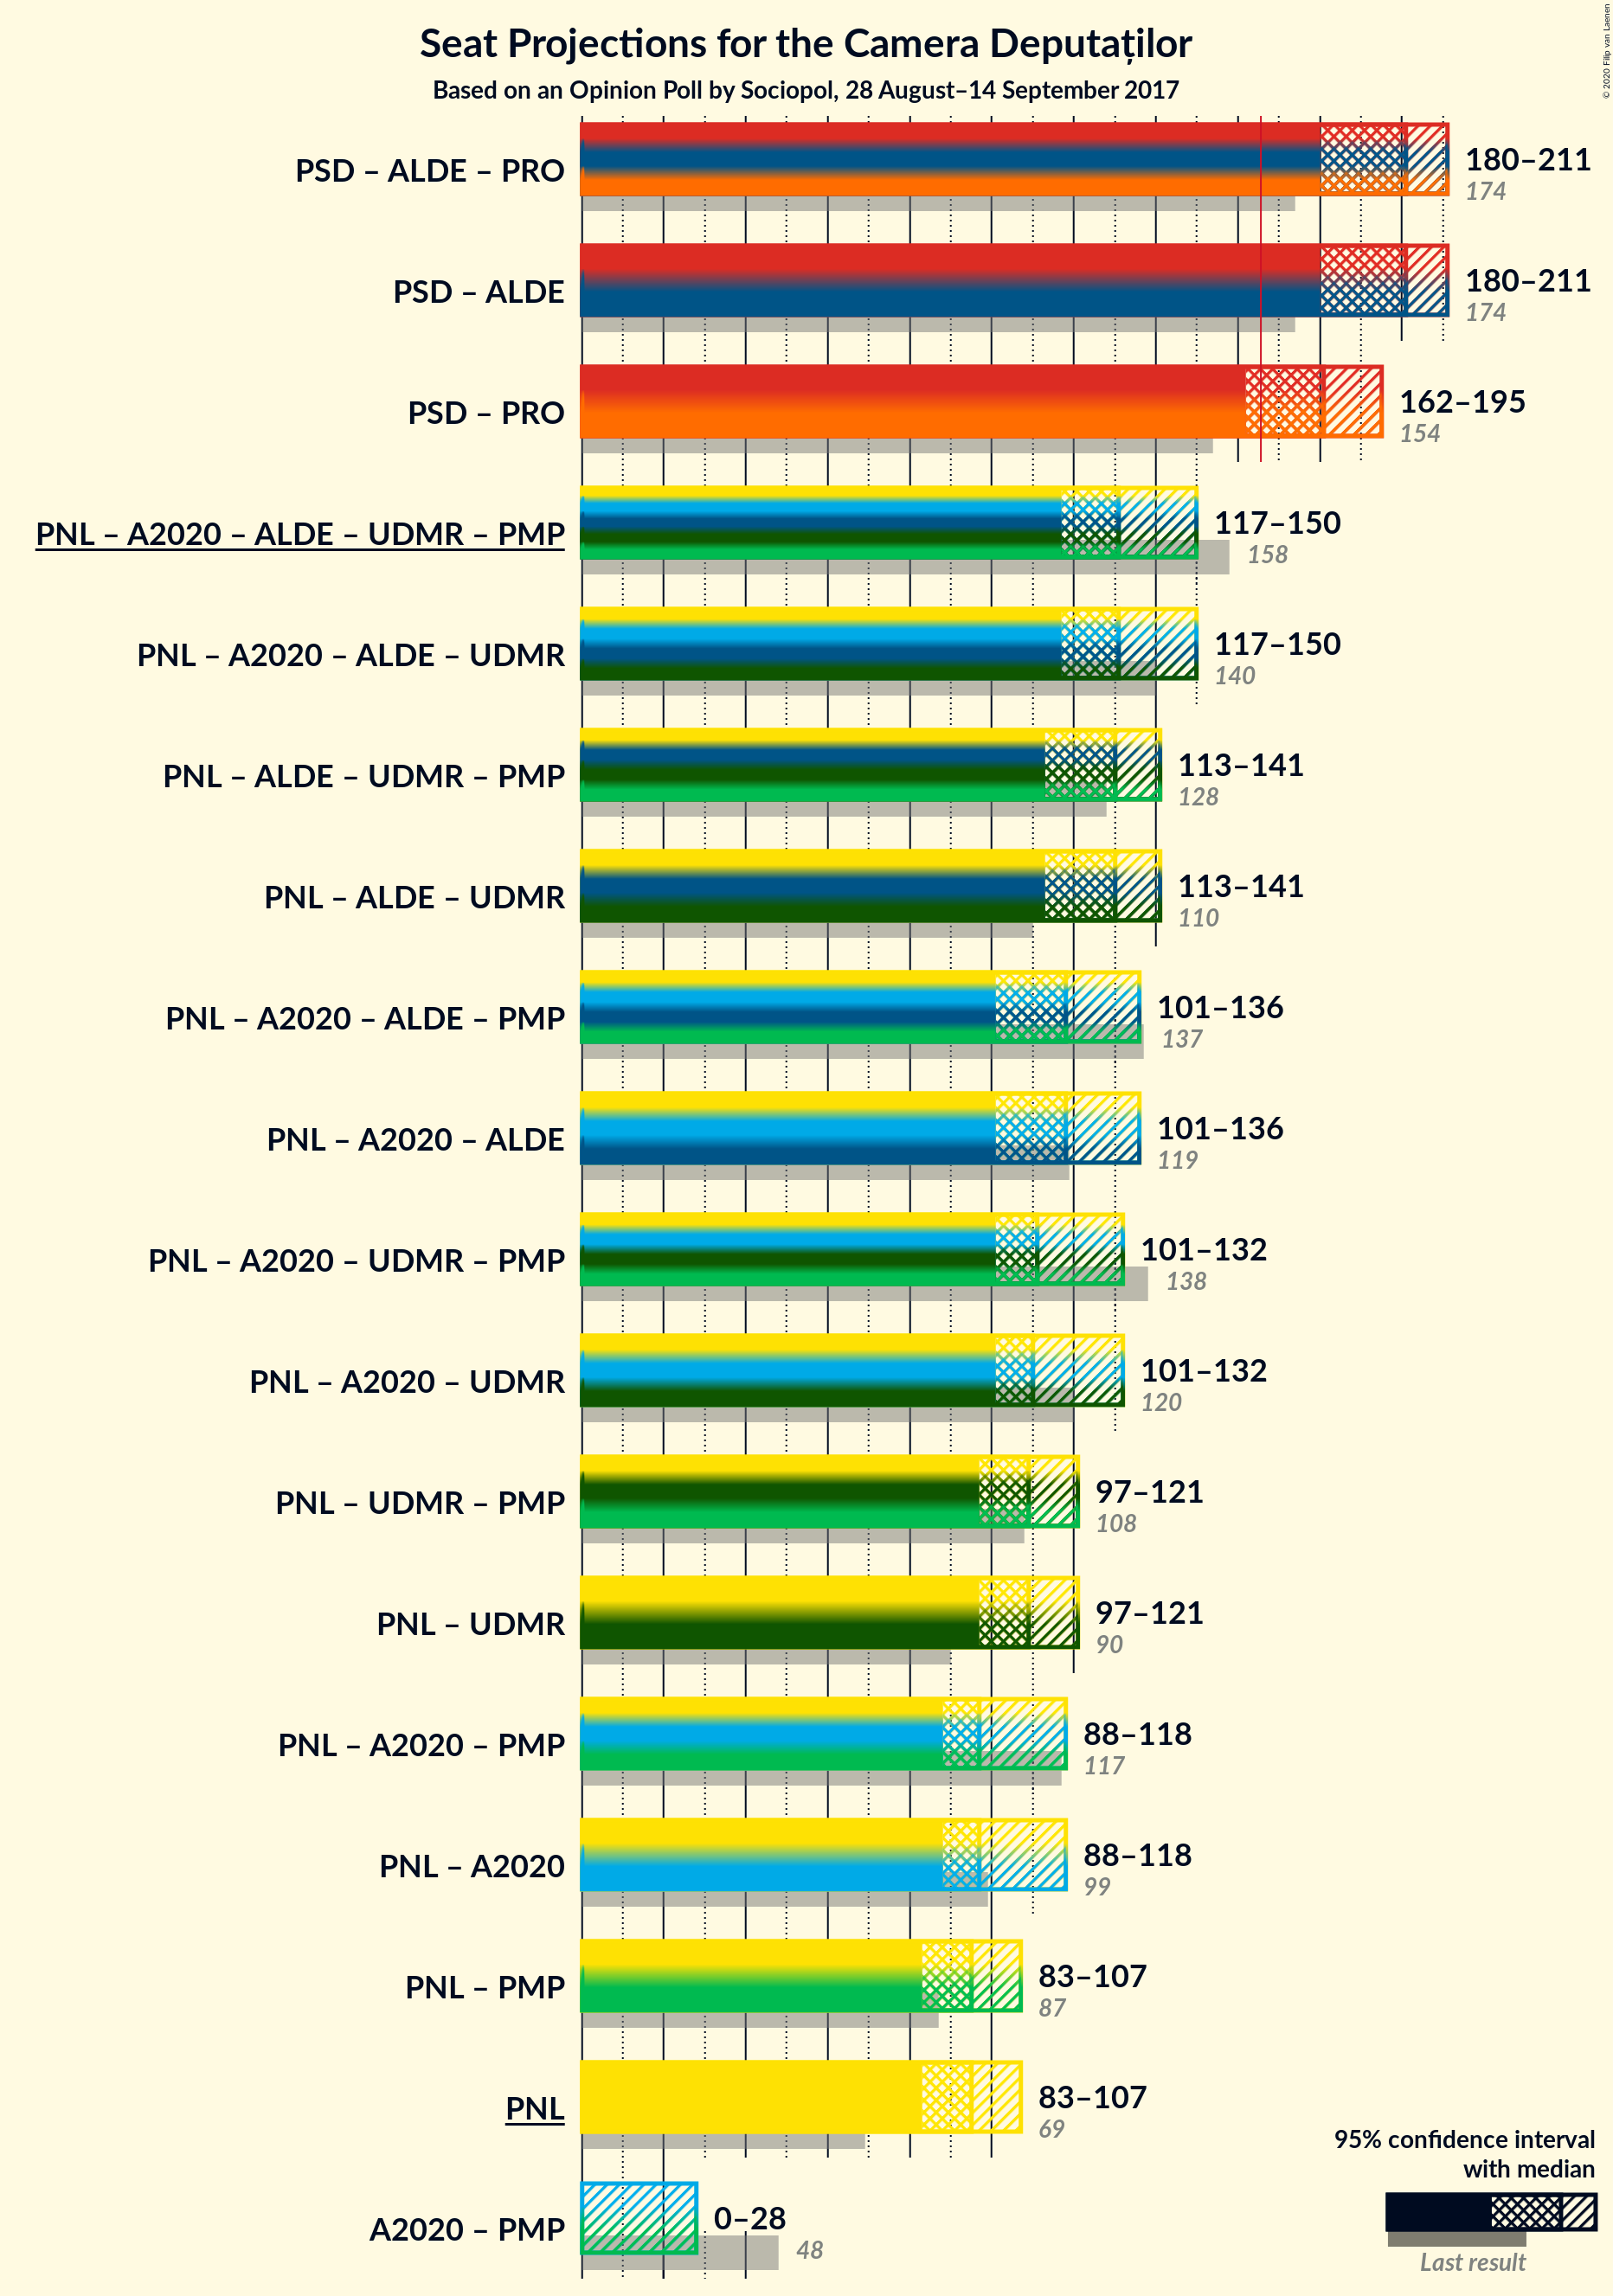 Seat Projections for the Camera Deputaților
Based on an Opinion Poll by Sociopol, 28 August–14 September 2017
© 2020 Filip van Laenen
PSD – ALDE – PRO
180–211
174
PSD – ALDE
180–211
174
PSD – PRO
162–195
154
PNL – A2020 – ALDE – UDMR – PMP
117–150
158
PNL – A2020 – ALDE – UDMR
117–150
140
PNL – ALDE – UDMR – PMP
113–141
128
PNL – ALDE – UDMR
113–141
110
PNL – A2020 – ALDE – PMP
101–136
137
PNL – A2020 – ALDE
101–136
119
PNL – A2020 – UDMR – PMP
101–132
138
PNL – A2020 – UDMR
101–132
120
PNL – UDMR – PMP
97–121
108
PNL – UDMR
97–121
90
PNL – A2020 – PMP
88–118
117
PNL – A2020
88–118
99
PNL – PMP
83–107
87
PNL
83–107
69
A2020 – PMP
0–28
48
95% confidence interval
with median
Last result